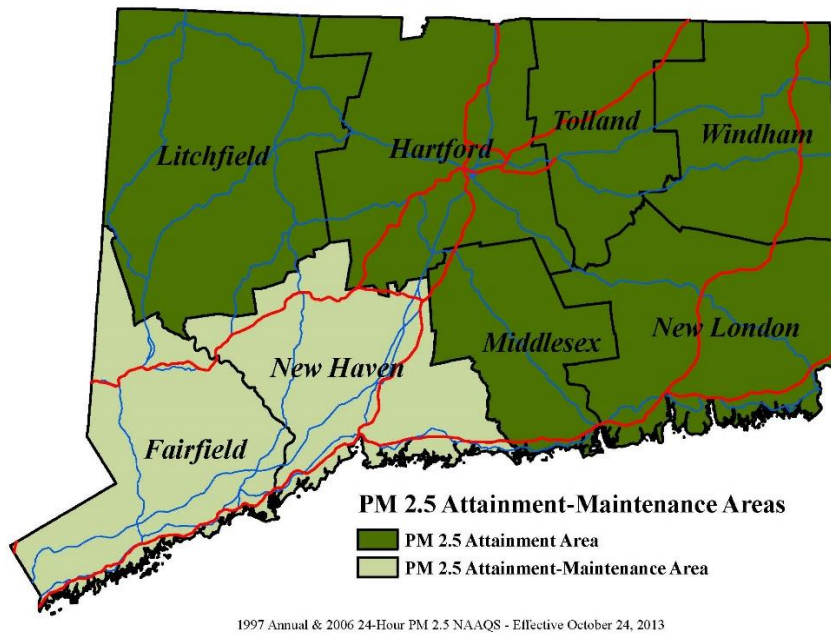 Litchfield
Hartford
Tolland
Windham
New Haven
Middlesex
New London
Fairfield
PM 2.5 Attainment-Maintenance Areas
PM 2.5 Attainment Area
PM 2.5 Attainment-Maintenance Area
1997 Annual & 2006 24-Hour PM 2.5 NAAQS - Effective October 24, 2013